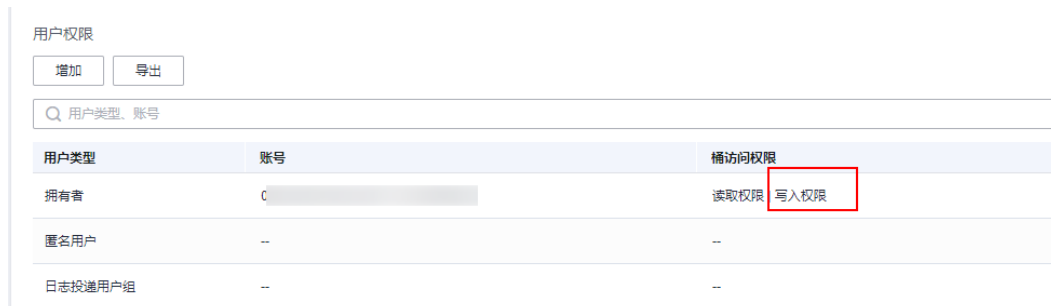 用户权限
增加 导出
用户类型、账号
用户类型 账号 桶访问权限
拥有者 0 读取权限 写入权限
匿名用户 -- --
日志投递用户组 -- --